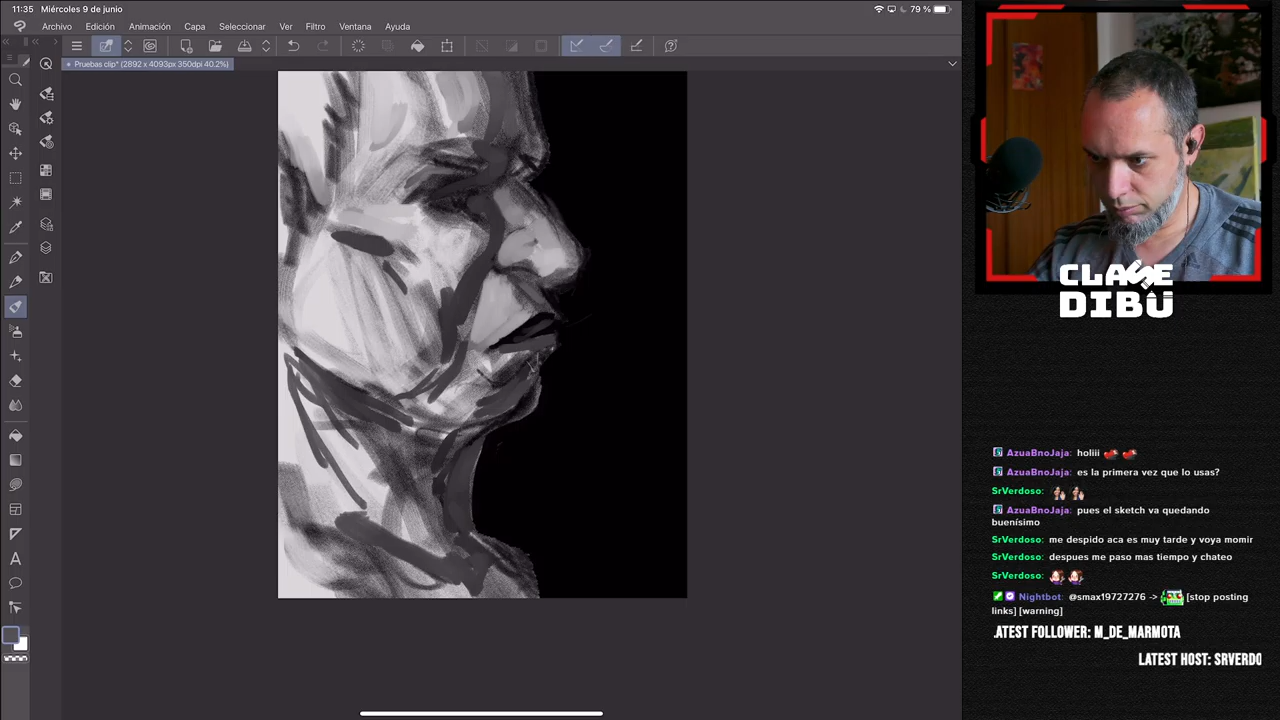 11:35 Miércoles 9 de junio
79 %
Archivo Edición Animación Capa Seleccionar Ver Filtro Ventana Ayuda
Pruebas clip* (2892 x 4093px 350dpi 40.2%)
A
CLASE
DIBU
AzuaBnoJaja: holiii
AzuaBnoJaja: es la primera vez que lo usas?
SrVerdoso:
AzuaBnoJaja: pues el sketch va quedando
buenísimo
SrVerdoso: me despido aca es muy tarde y voya momir
SrVerdoso: despues me paso mas tiempo y chateo
SrVerdoso:
Nightbot: @smax19727276 -> [stop posting
links] [warning]
.ATEST FOLLOWER: M_DE_MARMOTA
LATEST HOST: SRVERDO